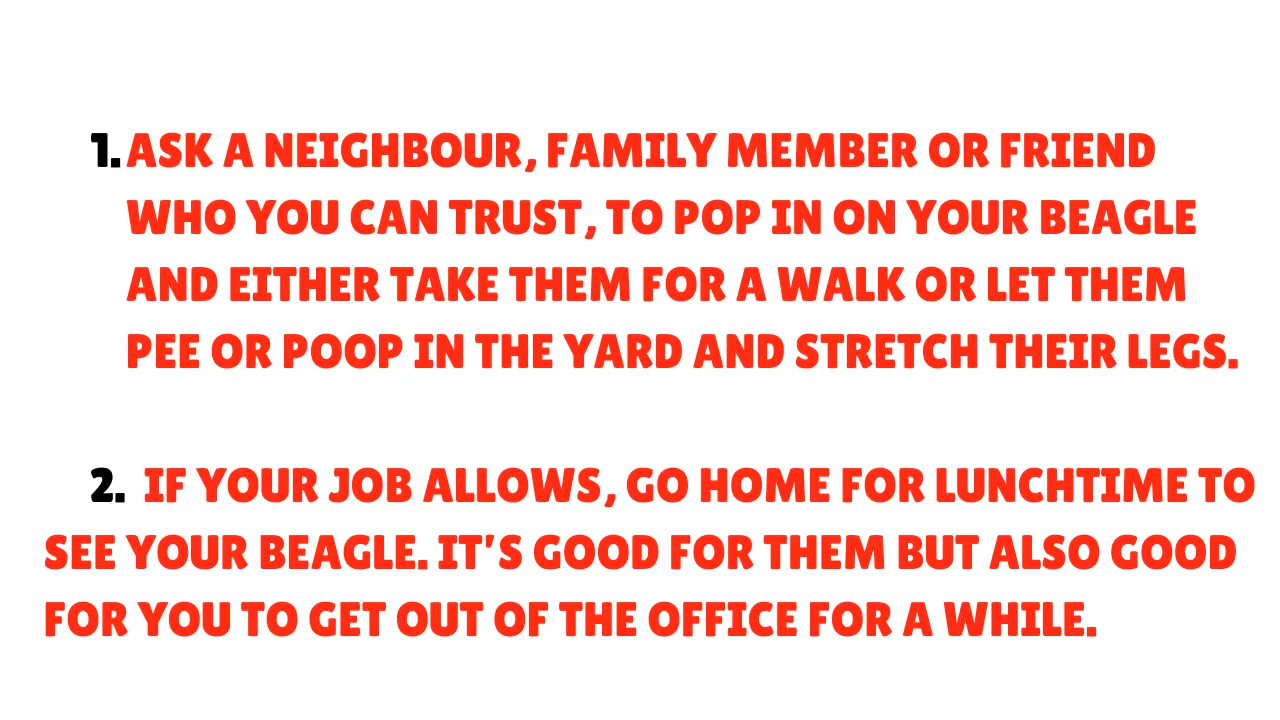 1. ASK A NEIGHBOUR, FAMILY MEMBER OR FRIEND
WHO YOU CAN TRUST, TO POP IN ON YOUR BEAGLE
AND EITHER TAKE THEM FOR A WALK OR LET THEM
PEE OR POOP IN THE YARD AND STRETCH THEIR LEGS.
2. IF YOUR JOB ALLOWS, GO HOME FOR LUNCHTIME TO
SEE YOUR BEAGLE. IT'S GOOD FOR THEM BUT ALSO GOOD
FOR YOU TO GET OUT OF THE OFFICE FOR A WHILE.